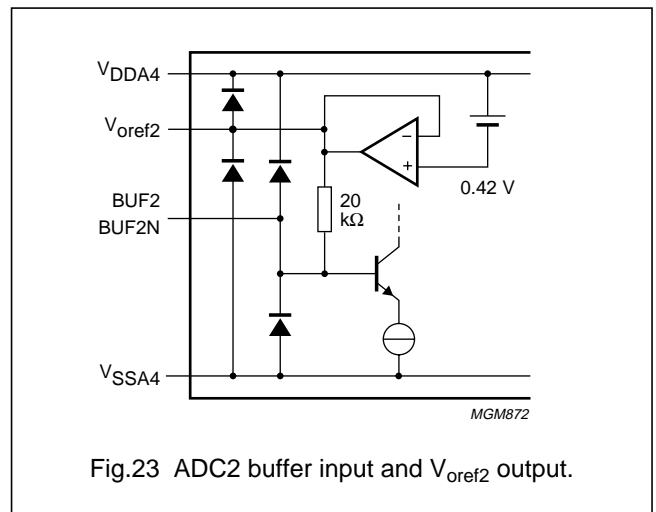 VDDA4
Voref2
BUF2
BUF2N
− +
0.42 V
20
kΩ
VSSA4
MGM872
Fig.23 ADC2 buffer input and Voref2 output.